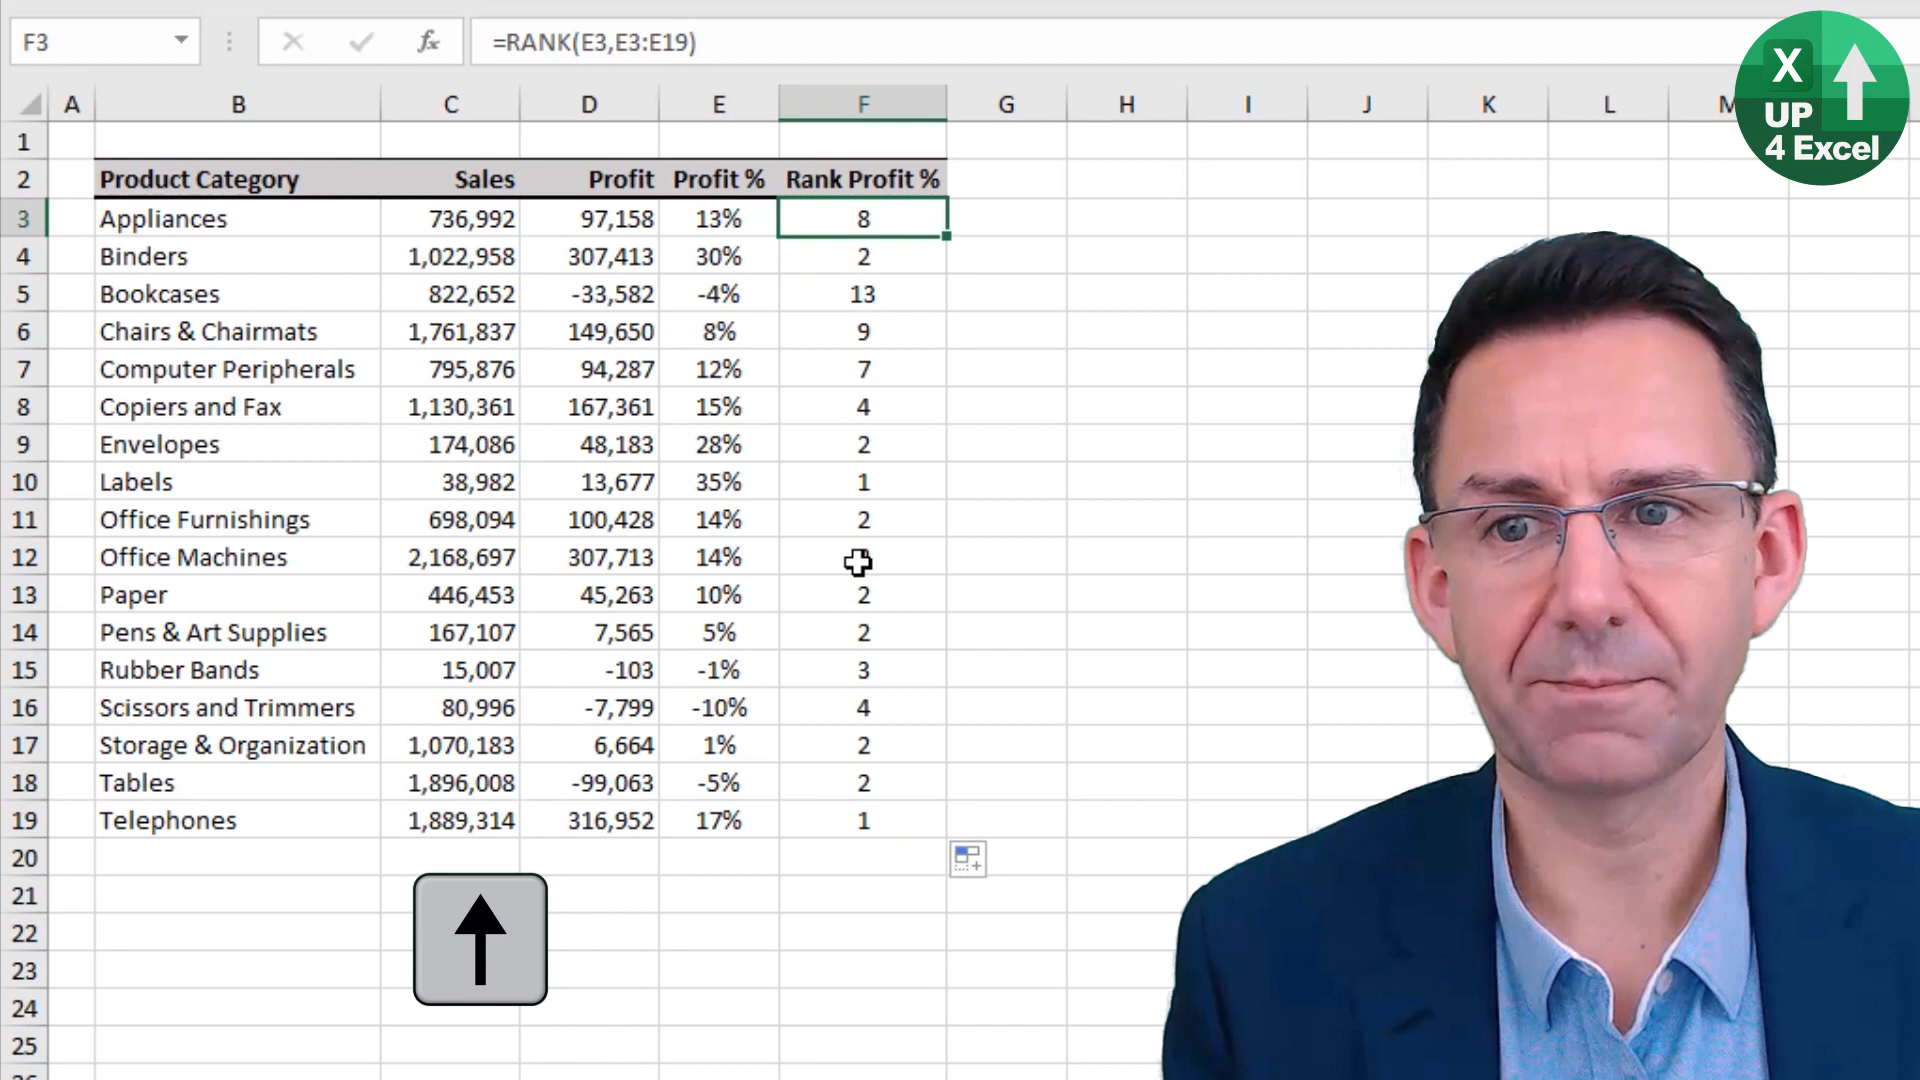 F3 fx =RANK(E3,E3:E19)
X
UP
4 Excel
A B C D E F G H I J K L M
1
2 Product Category Sales Profit Profit % Rank Profit %
3 Appliances 736,992 97,158 13% 8
4 Binders 1,022,958 307,413 30% 2
5 Bookcases 822,652 -33,582 -4% 13
6 Chairs & Chairmats 1,761,837 149,650 8% 9
7 Computer Peripherals 795,876 94,287 12% 7
8 Copiers and Fax 1,130,361 167,361 15% 4
9 Envelopes 174,086 48,183 28% 2
10 Labels 38,982 13,677 35% 1
11 Office Furnishings 698,094 100,428 14% 2
12 Office Machines 2,168,697 307,713 14%
13 Paper 446,453 45,263 10% 2
14 Pens & Art Supplies 167,107 7,565 5% 2
15 Rubber Bands 15,007 -103 -1% 3
16 Scissors and Trimmers 80,996 -7,799 -10% 4
17 Storage & Organization 1,070,183 6,664 1% 2
18 Tables 1,896,008 -99,063 -5% 2
19 Telephones 1,889,314 316,952 17% 1
20
21
22
23
24
25